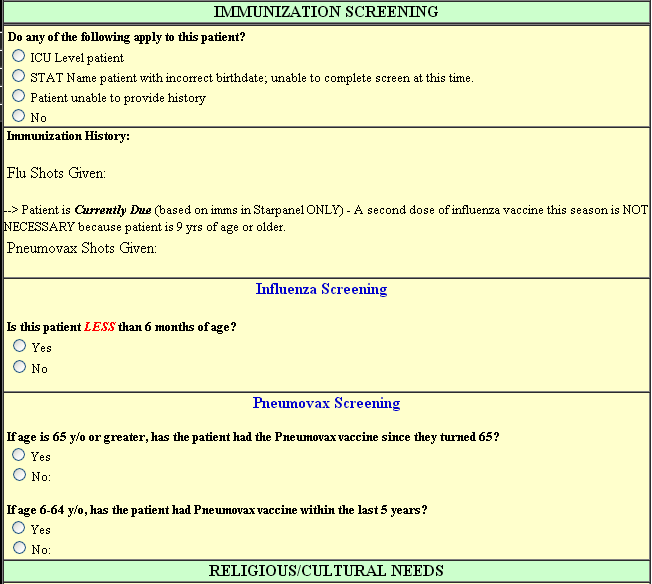 IMMUNIZATION SCREENING
Do any of the following apply to this patient?
ICU Level patient
STAT Name patient with incorrect birthdate; unable to complete screen at this time.
Patient unable to provide history
No
Immunization History:
Flu Shots Given:
--> Patient is Currently Due (based on imms in Starpanel ONLY) - A second dose of influenza vaccine this season is NOT
NECESSARY because patient is 9 yrs of age or older.
Pneumovax Shots Given:
Influenza Screening
Is this patient LESS than 6 months of age?
Yes
No
Pneumovax Screening
If age is 65 y/o or greater, has the patient had the Pneumovax vaccine since they turned 65?
Yes
No:
If age 6-64 y/o, has the patient had Pneumovax vaccine within the last 5 years?
Yes
No:
RELIGIOUS/CULTURAL NEEDS